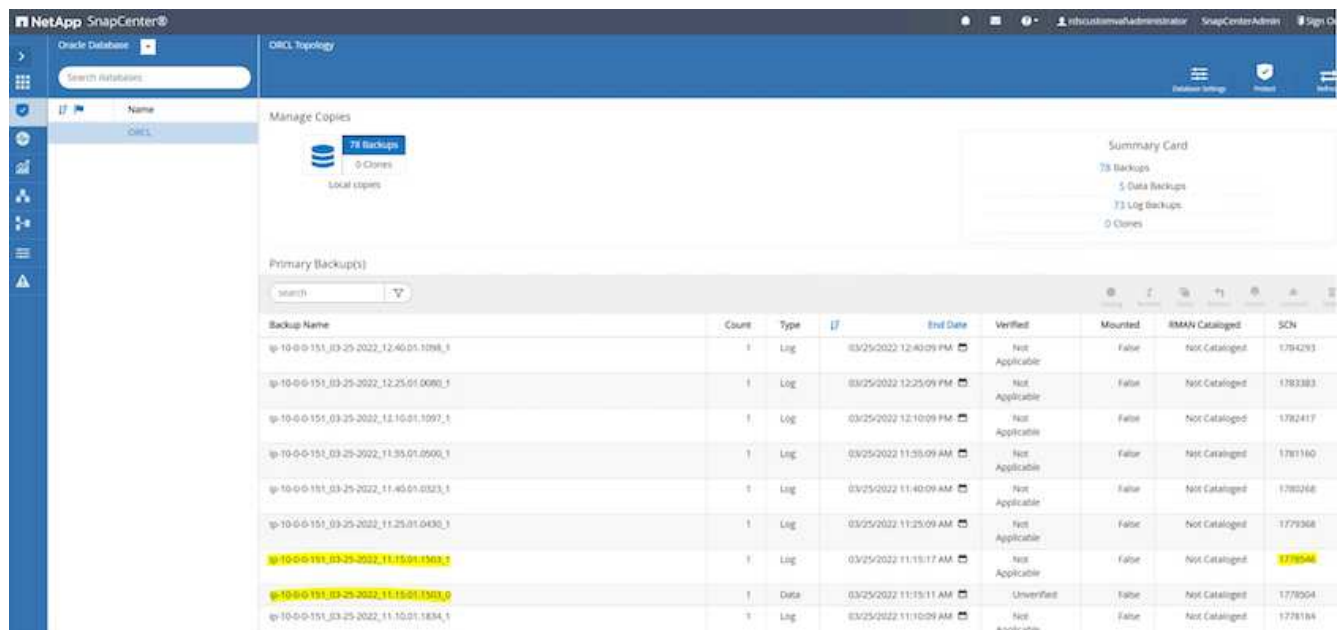 NetApp SnapCenter®
rdscustomval\administrator SnapCenterAdmin Sign O
Oracle Database
ORCL Topology
Search databases
Database Settings Protect Refresh
Name
ORCL
Manage Copies
78 Backups
0 Clones
Local copies
Summary Card
78 Backups
5 Data Backups
73 Log Backups
0 Clones
Primary Backup(s)
search
Backup Name Count Type End Date Verified Mounted RMAN Cataloged SCN
ip-10-0-0-151_03-25-2022_12.40.01.1098_1 1 Log 03/25/2022 12:40:09 PM Not Applicable False Not Cataloged 1784293
ip-10-0-0-151_03-25-2022_12.25.01.0080_1 1 Log 03/25/2022 12:25:09 PM Not Applicable False Not Cataloged 1783383
ip-10-0-0-151_03-25-2022_12.10.01.1097_1 1 Log 03/25/2022 12:10:09 PM Not Applicable False Not Cataloged 1782417
ip-10-0-0-151_03-25-2022_11.55.01.0500_1 1 Log 03/25/2022 11:55:09 AM Not Applicable False Not Cataloged 1781160
ip-10-0-0-151_03-25-2022_11.40.01.0323_1 1 Log 03/25/2022 11:40:09 AM Not Applicable False Not Cataloged 1780268
ip-10-0-0-151_03-25-2022_11.25.01.0430_1 1 Log 03/25/2022 11:25:09 AM Not Applicable False Not Cataloged 1779368
ip-10-0-0-151_03-25-2022_11.15.01.1503_1 1 Log 03/25/2022 11:15:17 AM Not Applicable False Not Cataloged 1778546
ip-10-0-0-151_03-25-2022_11.15.01.1503_0 1 Data 03/25/2022 11:15:11 AM Unverified False Not Cataloged 1778504
ip-10-0-0-151_03-25-2022_11.10.01.1834_1 1 Log 03/25/2022 11:10:09 AM Not Applicable False Not Cataloged 1778184